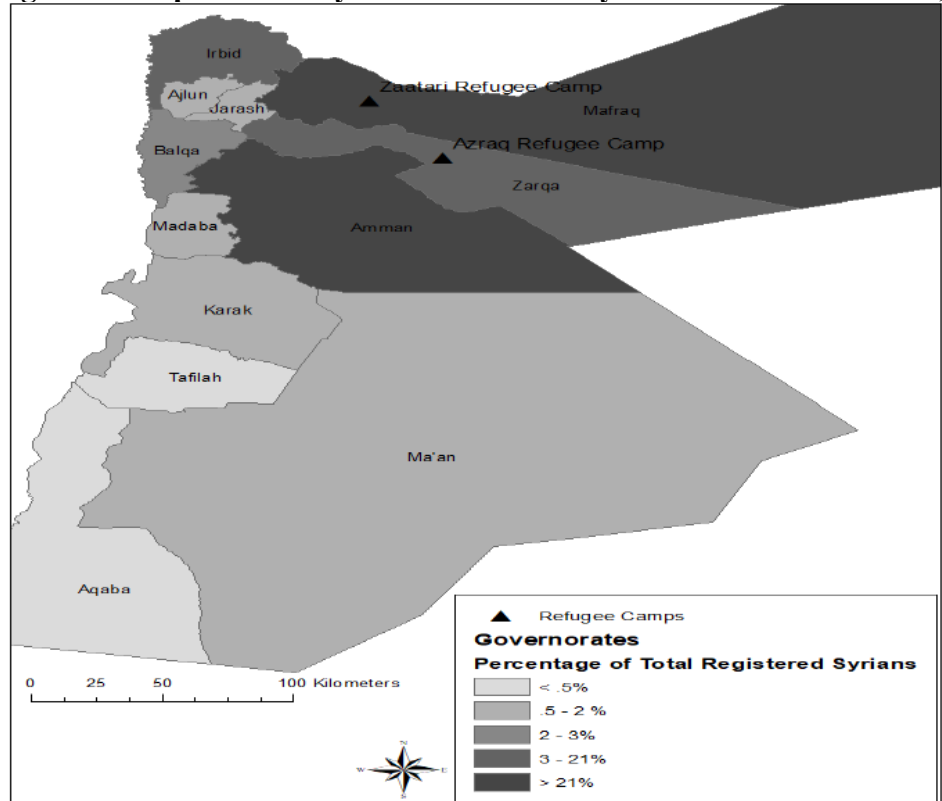 Irbid
Zaatari Refugee Camp
Ajlun
Jarash
Mafraq
Azraq Refugee Camp
Balqa
Zarqa
Madaba
Amman
Karak
Tafilah
Ma'an
Aqaba
Refugee Camps
Governorates
Percentage of Total Registered Syrians
< .5%
.5 - 2 %
2 - 3%
3 - 21%
> 21%
0 25 50 100 Kilometers
N
W E
S